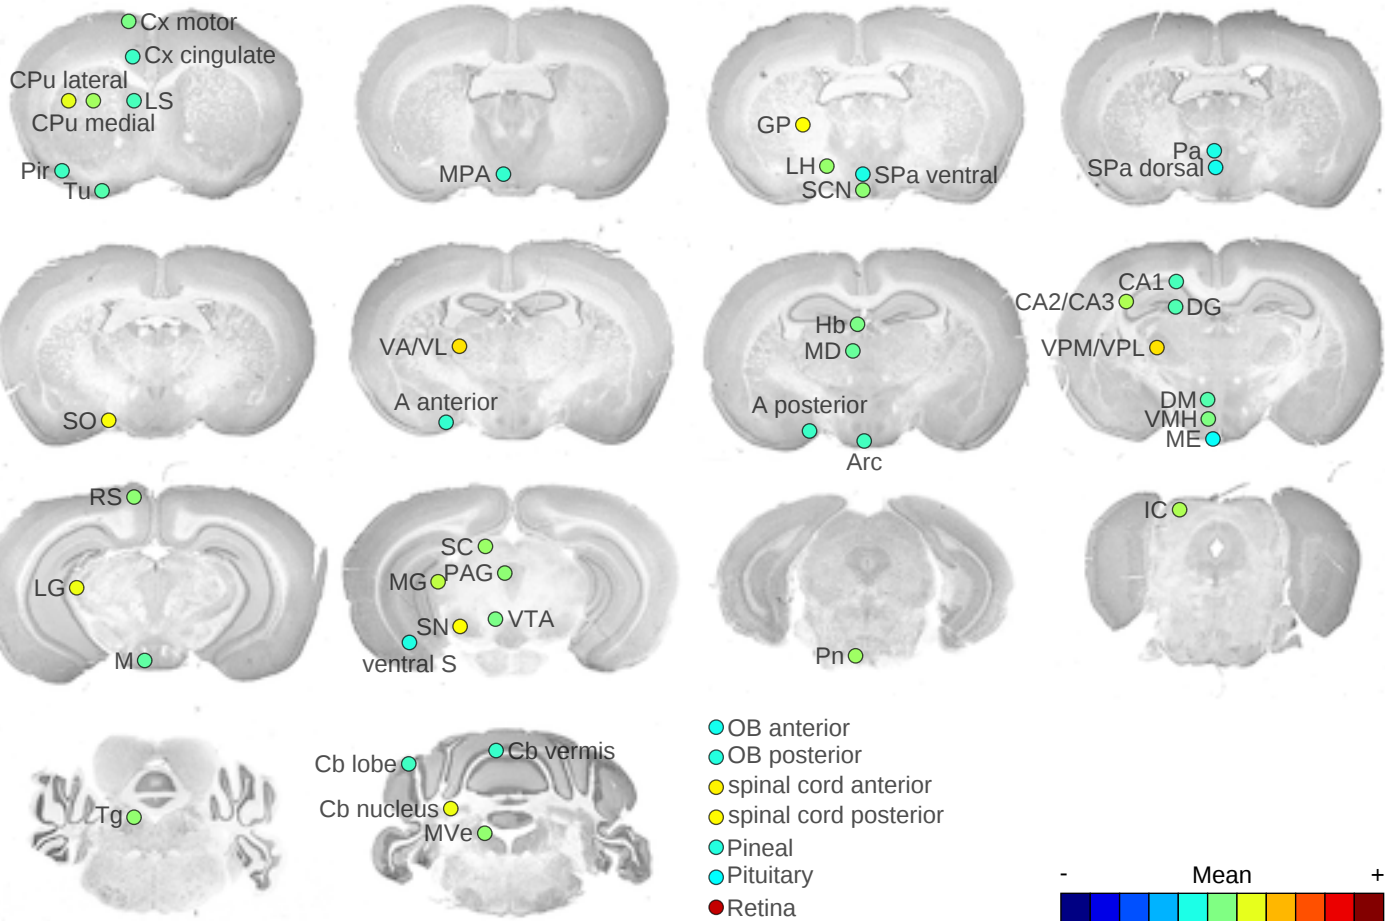 Cx motor
Cx cingulate
CPu lateral
LS
CPu medial
Pir
Tu
MPA
GP
LH
SPa ventral
SCN
Pa
SPa dorsal
SO
VA/VL
A anterior
Hb
MD
A posterior
Arc
CA1
CA2/CA3
DG
VPM/VPL
DM
VMH
ME
RS
LG
M
SC
PAG
MG
VTA
SN
ventral S
Pn
IC
Tg
Cb vermis
Cb lobe
Cb nucleus
MVe
OB anterior
OB posterior
spinal cord anterior
spinal cord posterior
Pineal
Pituitary
Retina
- Mean +